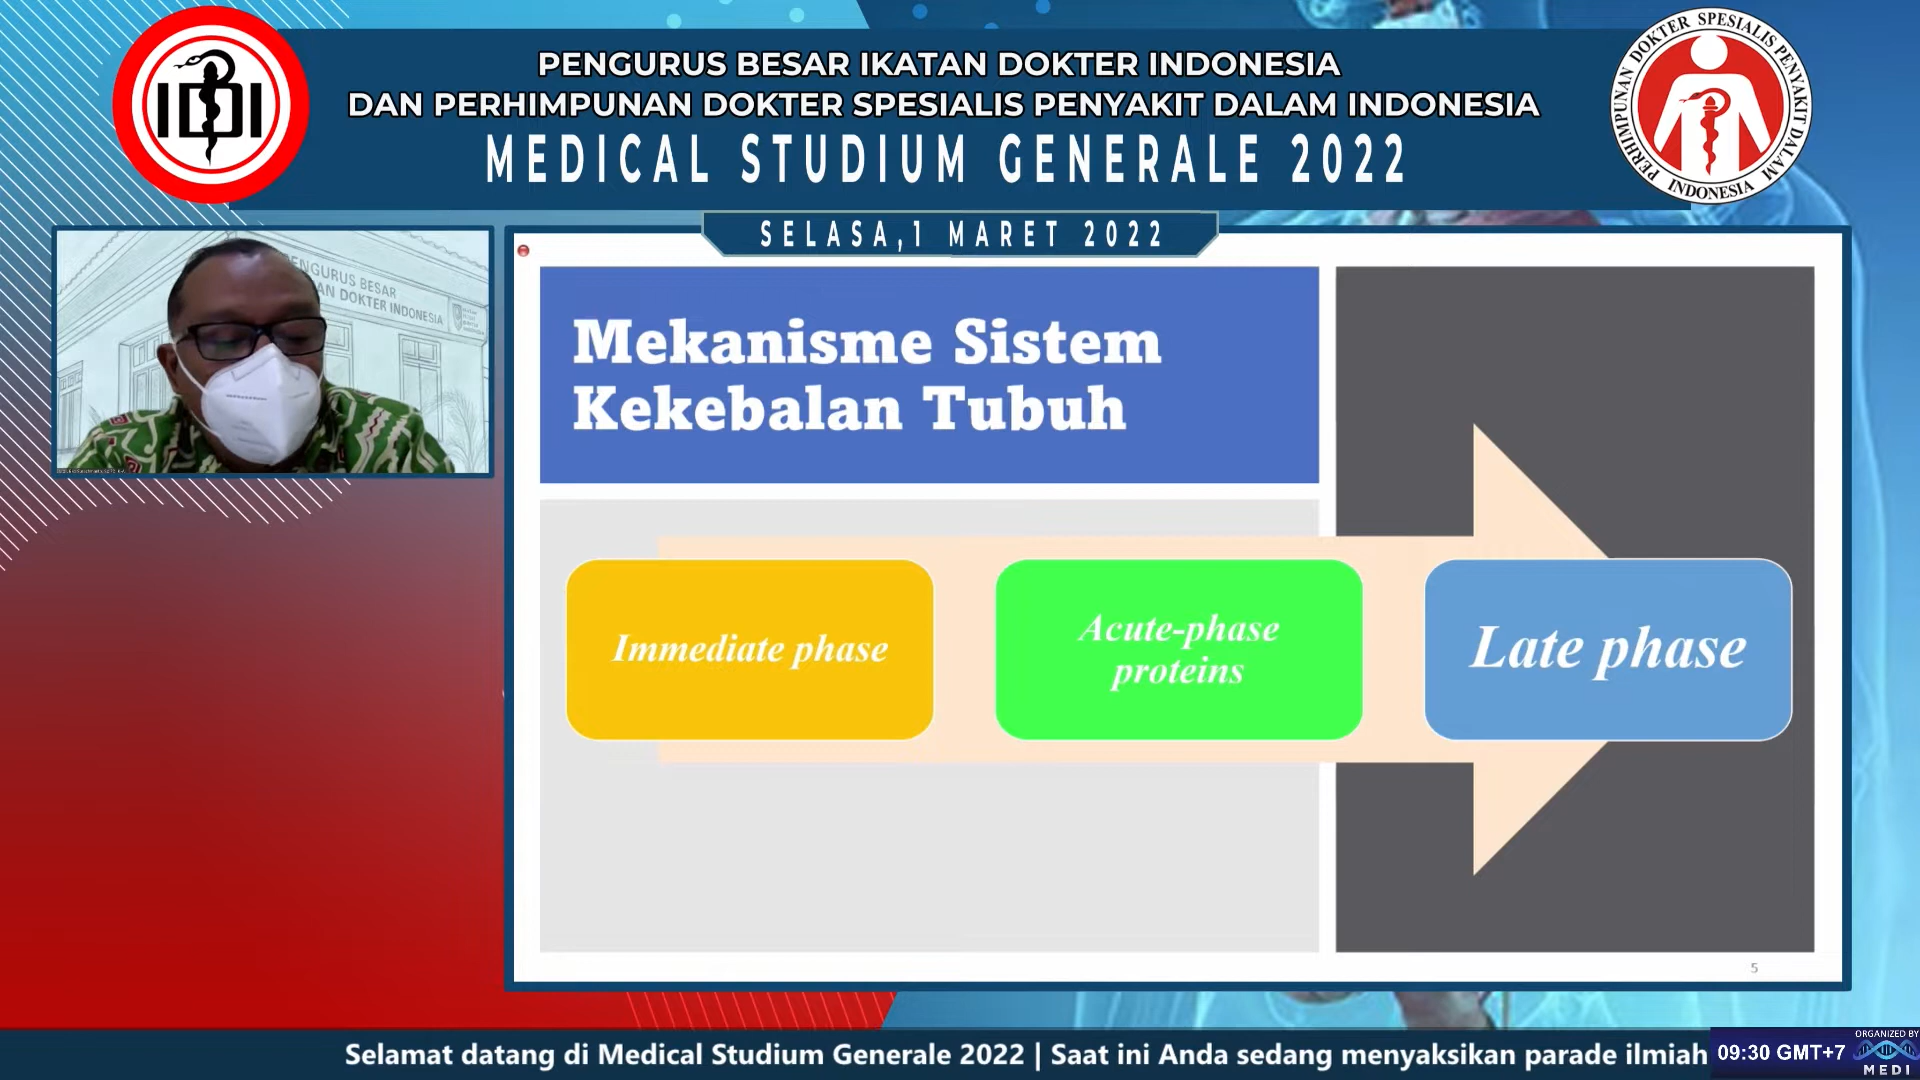 PENGURUS BESAR IKATAN DOKTER INDONESIA
DAN PERHIMPUNAN DOKTER SPESIALIS PENYAKIT DALAM INDONESIA
MEDICAL STUDIUM GENERALE 2022
SELASA,1 MARET 2022
IDI
PERHIMPUNAN DOKTER SPESIALIS PENYAKIT DALAM
INDONESIA
PENGURUS BESAR
AN DOKTER INDONESIA
Mekanisme Sistem
Kekebalan Tubuh
Immediate phase
Acute-phase
proteins
Late phase
5
Selamat datang di Medical Studium Generale 2022 | Saat ini Anda sedang menyaksikan parade ilmiah
09:30 GMT+7
ORGANIZED BY
MEDI